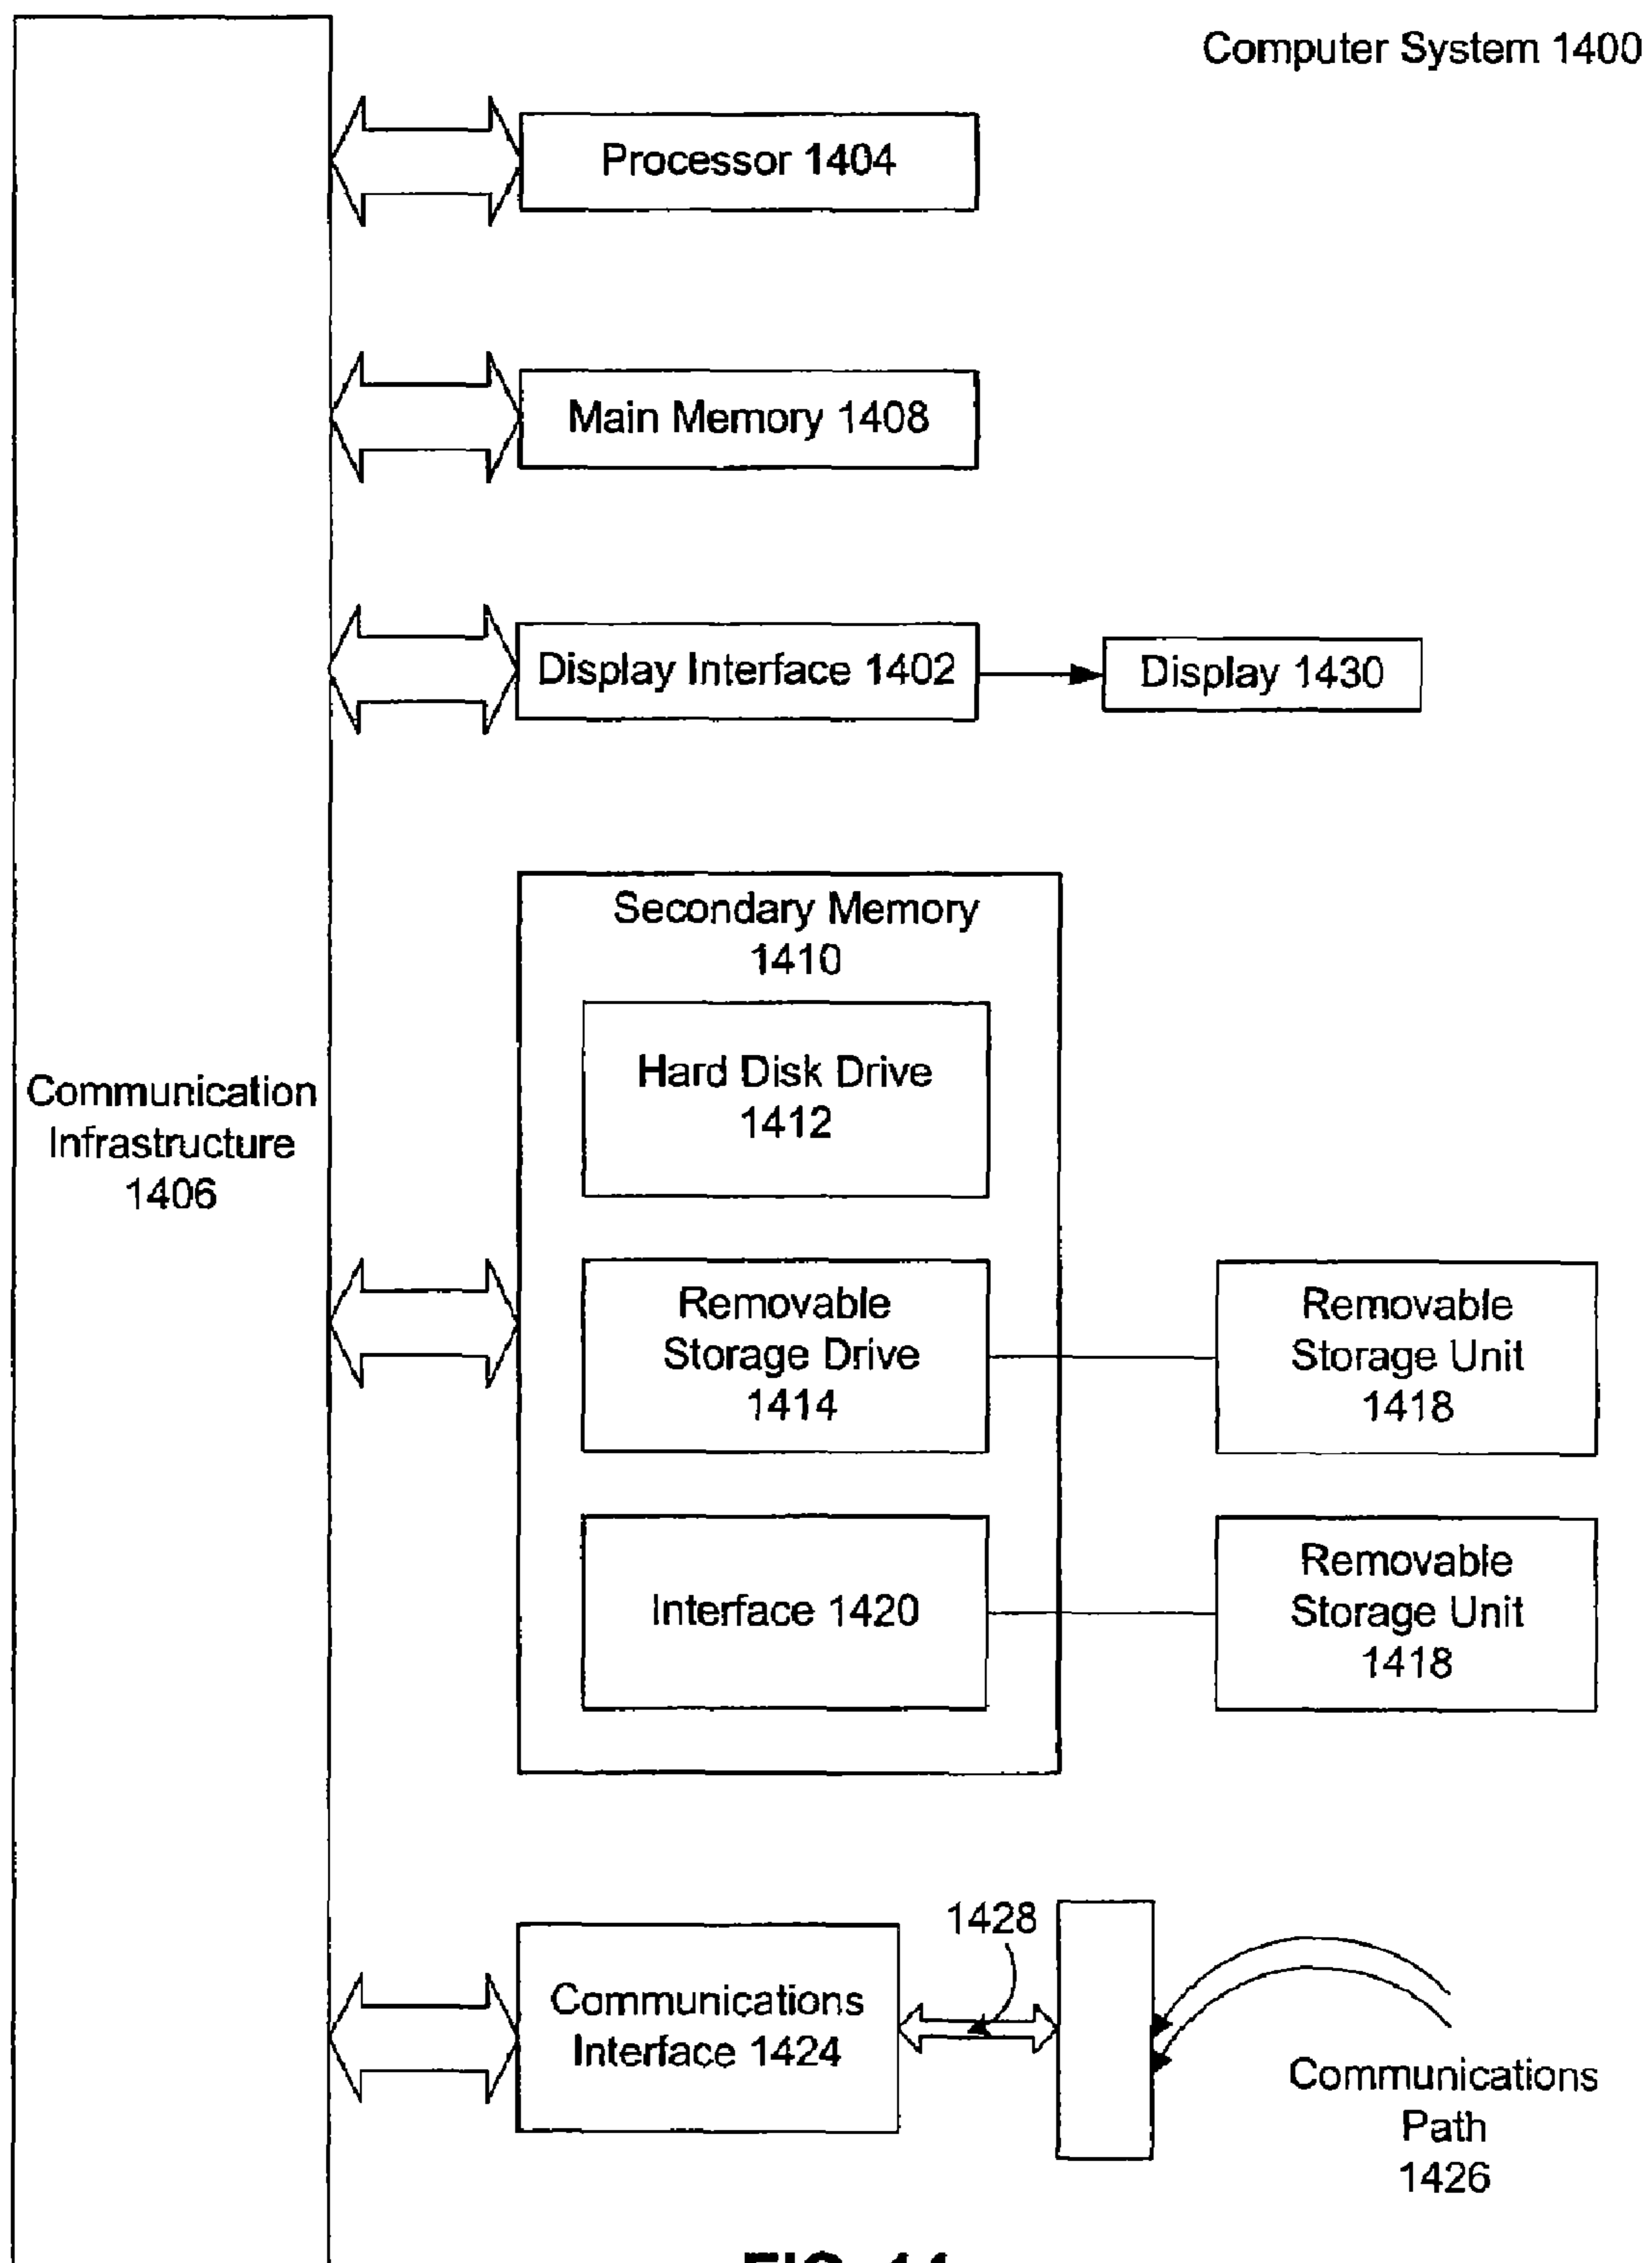 Computer System 1400
Processor 1404
Main Memory 1408
Display Interface 1402
Display 1430
Secondary Memory
1410
Hard Disk Drive
1412
Communication
Infrastructure
1406
Removable
Storage Drive
1414
Removable
Storage Unit
1418
Interface 1420
Removable
Storage Unit
1418
1428
Communications
Interface 1424
Communications
Path
1426